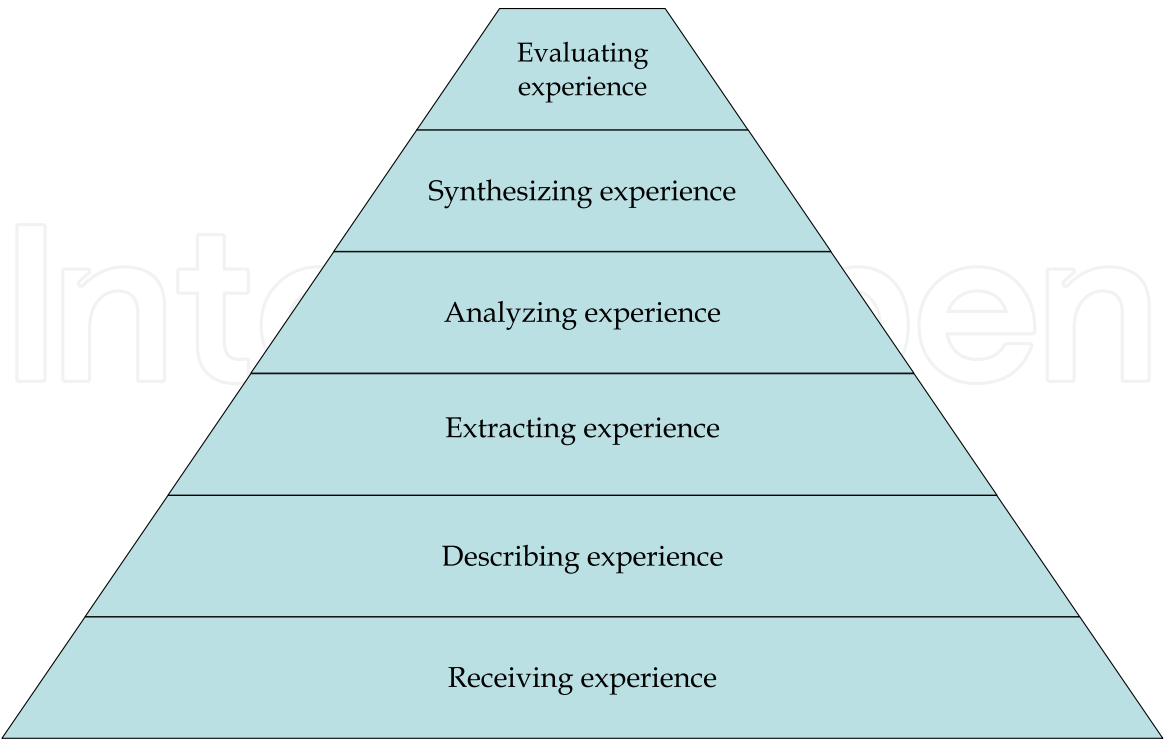 Evaluating
experience
Synthesizing experience
Analyzing experience
Extracting experience
Describing experience
Receiving experience